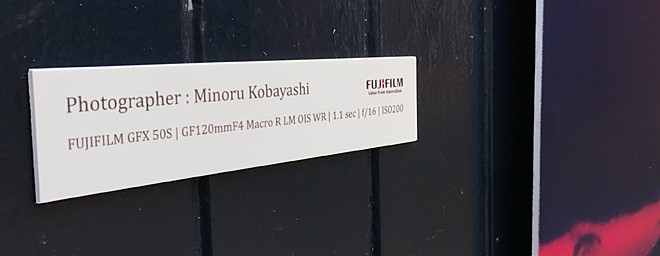 Photographer : Minoru Kobayashi
FUJIFILM
Value from Innovation
FUJIFILM GFX 50S | GF120mmF4 Macro R LM OIS WR | 1.1 sec | f/16 | ISO200